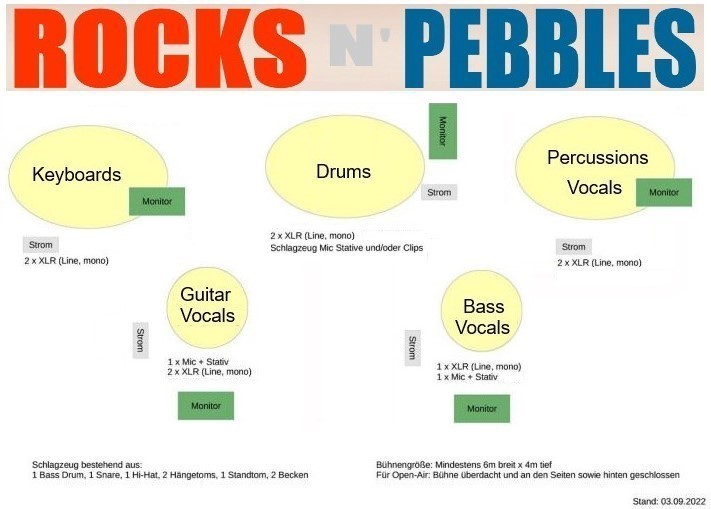 ROCKS N' PEBBLES
Monitor
Keyboards
Drums
Percussions
Vocals
Monitor
Strom
Monitor
Strom
2 x XLR (Line, mono)
2 x XLR (Line, mono)
Schlagzeug Mic Stative und/oder Clips
Strom
2 x XLR (Line, mono)
Guitar
Vocals
Strom
1 x Mic + Stativ
2 x XLR (Line, mono)
Monitor
Bass
Vocals
Strom
1 x XLR (Line, mono)
1 x Mic + Stativ
Monitor
Schlagzeug bestehend aus:
1 Bass Drum, 1 Snare, 1 Hi-Hat, 2 Hängetoms, 1 Standtom, 2 Becken
Bühnengröße: Mindestens 6m breit x 4m tief
Für Open-Air: Bühne überdacht und an den Seiten sowie hinten geschlossen
Stand: 03.09.2022